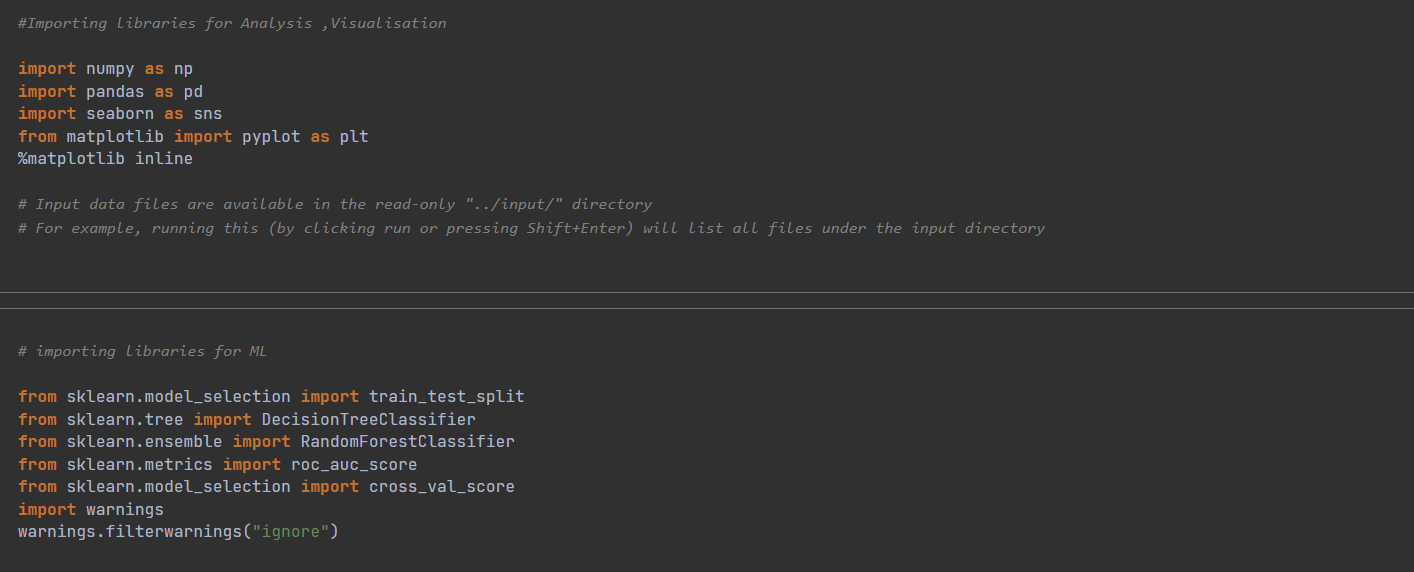 #Importing libraries for Analysis ,Visualisation
import numpy as np
import pandas as pd
import seaborn as sns
from matplotlib import pyplot as plt
%matplotlib inline
# Input data files are available in the read-only "../input/" directory
# For example, running this (by clicking run or pressing Shift+Enter) will list all files under the input directory
# importing libraries for ML
from sklearn.model_selection import train_test_split
from sklearn.tree import DecisionTreeClassifier
from sklearn.ensemble import RandomForestClassifier
from sklearn.metrics import roc_auc_score
from sklearn.model_selection import cross_val_score
import warnings
warnings.filterwarnings("ignore")